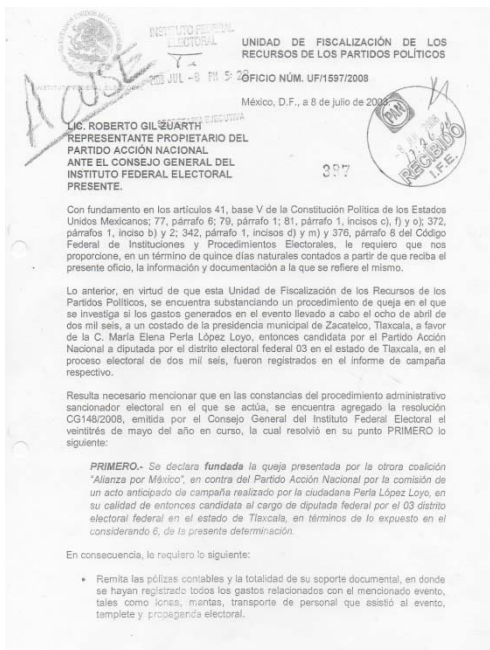 INSTITUTO FEDERAL
ELECTORAL
Acuse
2008 JUL -8 PM 5:28
SECRETARIA EJECUTIVA
UNIDAD DE FISCALIZACIÓN DE LOS
RECURSOS DE LOS PARTIDOS POLÍTICOS
OFICIO NÚM. UF/1597/2008
México, D.F., a 8 de julio de 2008
PAN
RECIBIDO
I.F.E.
LIC. ROBERTO GIL ZUARTH
REPRESENTANTE PROPIETARIO DEL
PARTIDO ACCIÓN NACIONAL
ANTE EL CONSEJO GENERAL DEL
INSTITUTO FEDERAL ELECTORAL
PRESENTE.
387
Con fundamento en los artículos 41, base V de la Constitución Política de los Estados
Unidos Mexicanos; 77, párrafo 6; 79, párrafo 1; 81, párrafo 1, incisos c), f) y o); 372,
párrafos 1, inciso b) y 2; 342, párrafo 1, incisos d) y m) y 376, párrafo 8 del Código
Federal de Instituciones y Procedimientos Electorales, le requiero que nos
proporcione, en un término de quince días naturales contados a partir de que reciba el
presente oficio, la información y documentación a la que se refiere el mismo.
Lo anterior, en virtud de que esta Unidad de Fiscalización de los Recursos de los
Partidos Políticos, se encuentra substanciando un procedimiento de queja en el que
se investiga si los gastos generados en el evento llevado a cabo el ocho de abril de
dos mil seis, a un costado de la presidencia municipal de Zacatelco, Tlaxcala, a favor
de la C. María Elena Perla López Loyo, entonces candidata por el Partido Acción
Nacional a diputada por el distrito electoral federal 03 en el estado de Tlaxcala, en el
proceso electoral de dos mil seis, fueron registrados en el informe de campaña
respectivo.
Resulta necesario mencionar que en las constancias del procedimiento administrativo
sancionador electoral en el que se actúa, se encuentra agregado la resolución
CG148/2008, emitida por el Consejo General del Instituto Federal Electoral el
veintitrés de mayo del año en curso, la cual resolvió en su punto PRIMERO lo
siguiente:
PRIMERO.- Se declara fundada la queja presentada por la otrora coalición
"Alianza por México", en contra del Partido Acción Nacional por la comisión de
un acto anticipado de campaña realizado por la ciudadana Perla López Loyo, en
su calidad de entonces candidata al cargo de diputada federal por el 03 distrito
electoral federal en el estado de Tlaxcala, en términos de lo expuesto en el
considerando 6, de la presente determinación.
En consecuencia, le requiero lo siguiente:
• Remita las pólizas contables y la totalidad de su soporte documental, en donde
se hayan registrado todos los gastos relacionados con el mencionado evento,
tales como lonas, mantas, transporte de personal que asistió al evento,
templete y propaganda electoral.